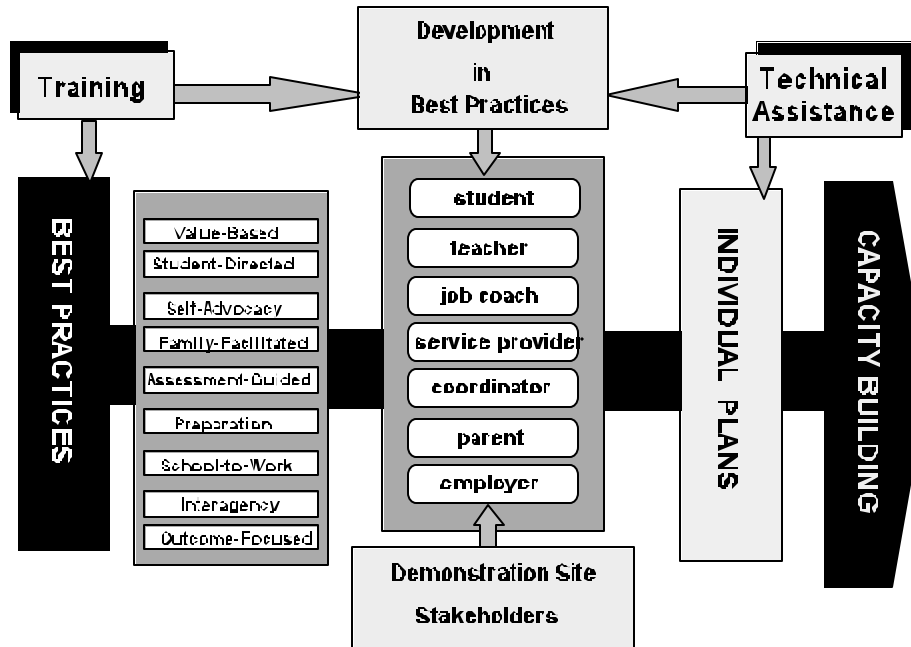 Development
in
Best Practices
Training
Technical
Assistance
BEST PRACTICES
Value-Based
Student-Directed
Self-Advocacy
Family-Facilitated
Assessment-Guided
Preparation
School-to-Work
Interagency
Outcome-Focused
student
teacher
job coach
service provider
coordinator
parent
employer
INDIVIDUAL PLANS
CAPACITY BUILDING
Demonstration Site
Stakeholders